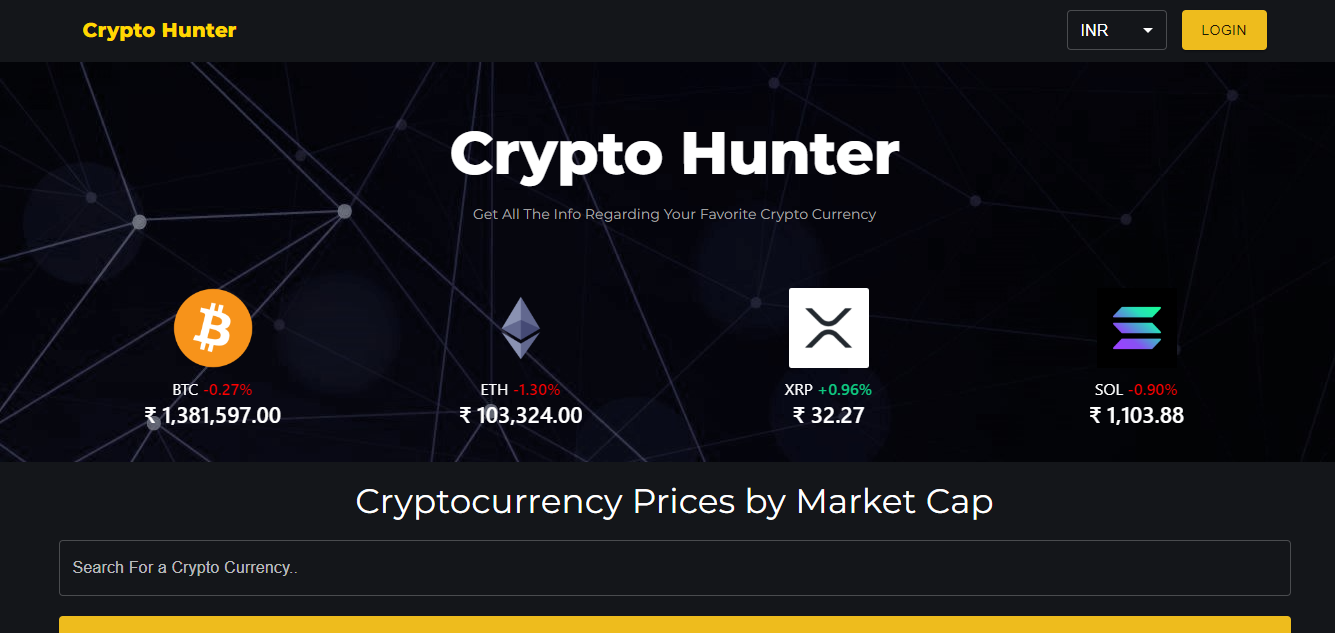 Crypto Hunter
INR
LOGIN
Crypto Hunter
Get All The Info Regarding Your Favorite Crypto Currency
BTC -0.27%
₹ 1,381,597.00
ETH -1.30%
₹ 103,324.00
XRP +0.96%
₹ 32.27
SOL -0.90%
₹ 1,103.88
Cryptocurrency Prices by Market Cap
Search For a Crypto Currency..